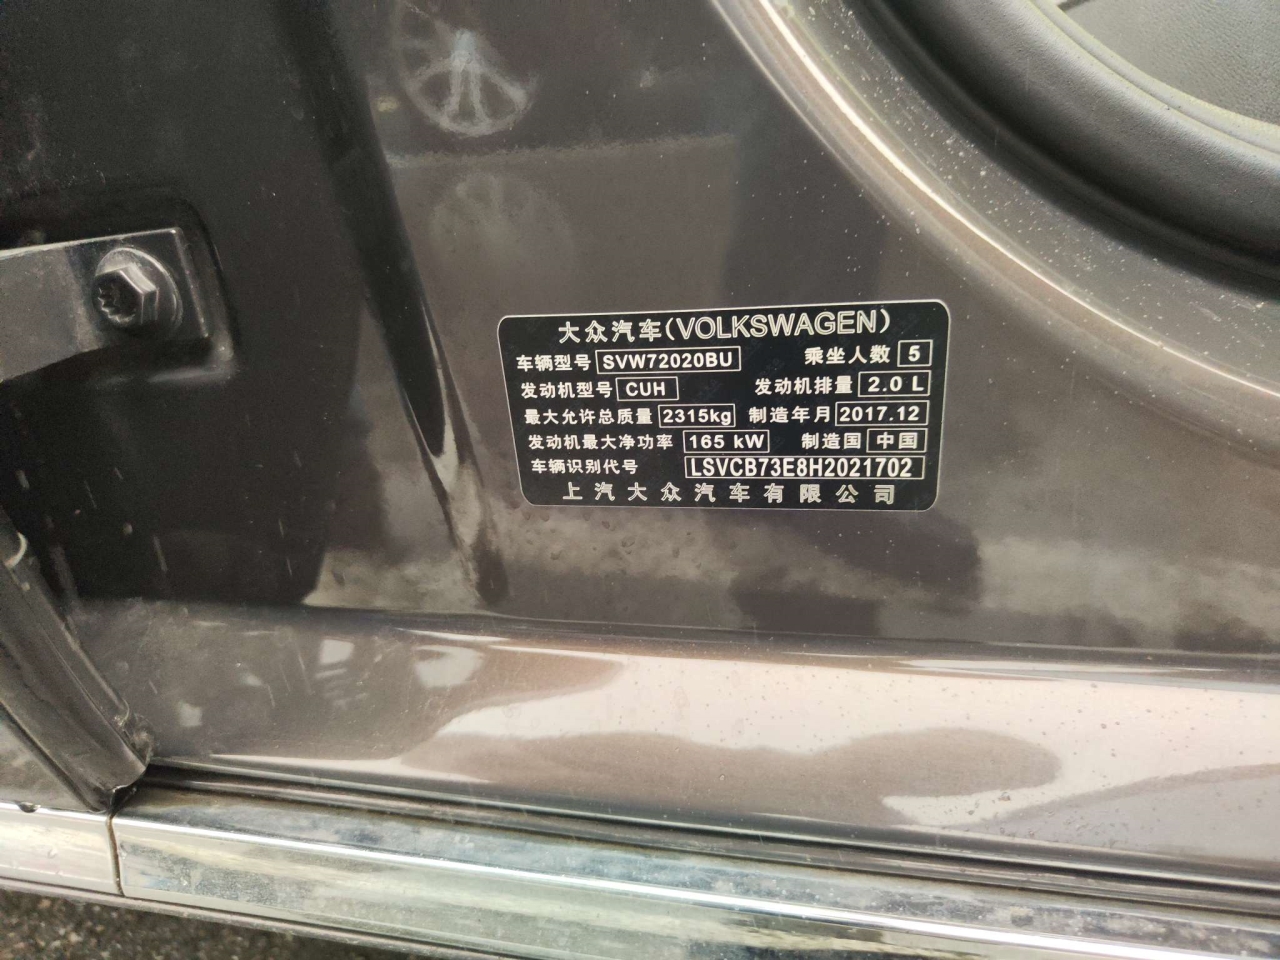 大众汽车(VOLKSWAGEN)
车辆型号 SVW72020BU 乘坐人数 5
发动机型号 CUH 发动机排量 2.0 L
最大允许总质量 2315kg 制造年月 2017.12
发动机最大净功率 165 kW 制造国 中国
车辆识别代号 LSVCB73E8H2021702
上汽大众汽车有限公司